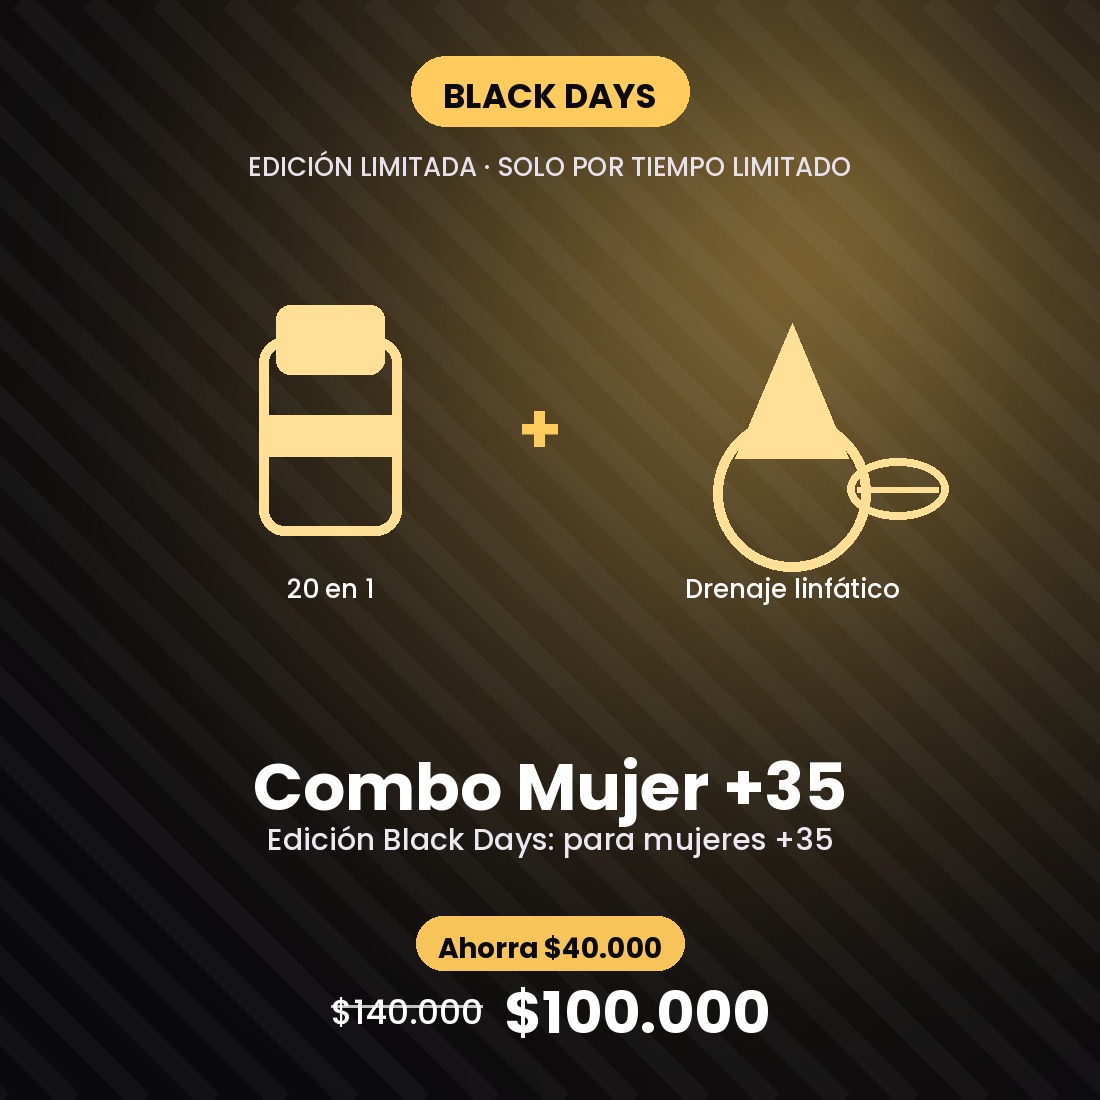 BLACK DAYS
EDICIÓN LIMITADA · SOLO POR TIEMPO LIMITADO
+
20 en 1
Drenaje linfático
Combo Mujer +35
Edición Black Days: para mujeres +35
Ahorra $40.000
$140.000 $100.000